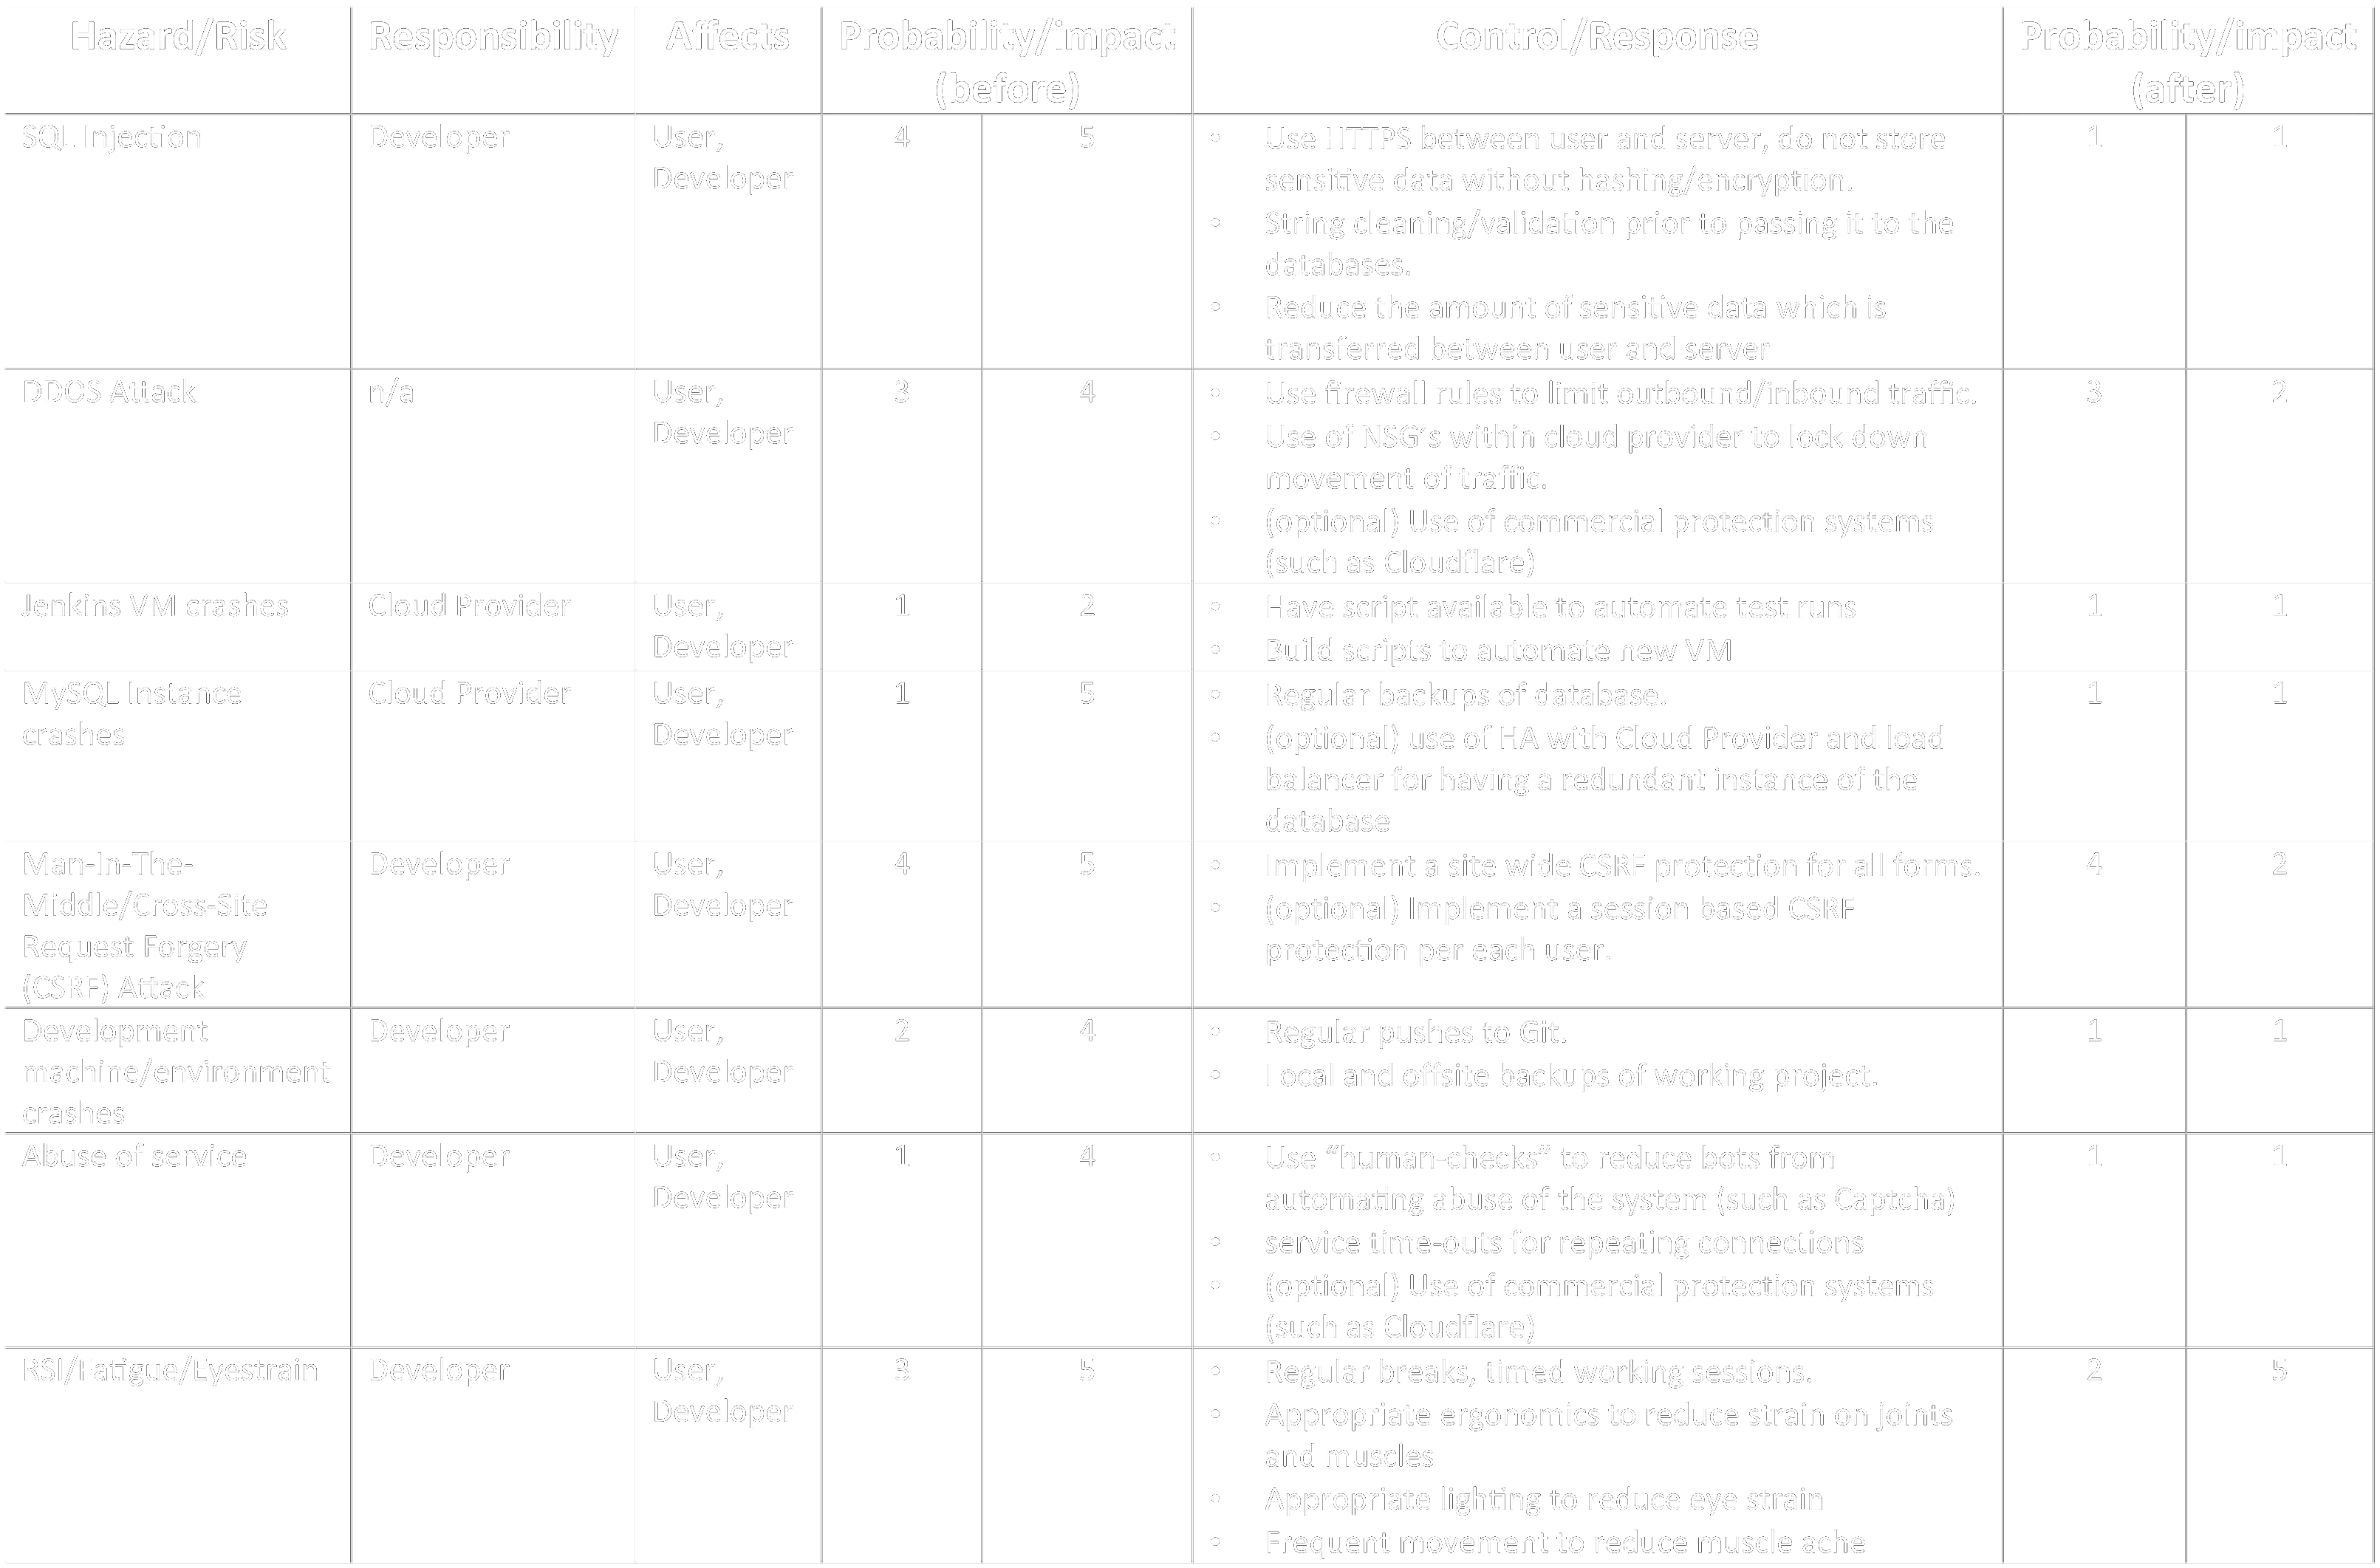 Hazard/Risk Responsibility Affects Probability/impact (before) Control/Response Probability/impact (after)
SQL Injection Developer User, Developer 4 5
• Use HTTPS between user and server, do not store
sensitive data without hashing/encryption.
• String cleaning/validation prior to passing it to the
databases.
• Reduce the amount of sensitive data which is
transferred between user and server
1 1
DDOS Attack n/a User, Developer 3 4
• Use firewall rules to limit outbound/inbound traffic.
• Use of NSG's within cloud provider to lock down
movement of traffic.
• (optional) Use of commercial protection systems
(such as Cloudflare)
3 2
Jenkins VM crashes Cloud Provider User, Developer 1 2
• Have script available to automate test runs
• Build scripts to automate new VM
1 1
MySQL Instance
crashes
Cloud Provider User, Developer 1 5
• Regular backups of database.
• (optional) use of HA with Cloud Provider and load
balancer for having a redundant instance of the
database
1 1
Man-In-The-
Middle/Cross-Site
Request Forgery
(CSRF) Attack
Developer User, Developer 4 5
• Implement a site wide CSRF protection for all forms.
• (optional) Implement a session based CSRF
protection per each user.
4 2
Development
machine/environment
crashes
Developer User, Developer 2 4
• Regular pushes to Git.
• Local and offsite backups of working project.
1 1
Abuse of service Developer User, Developer 1 4
• Use “human-checks” to reduce bots from
automating abuse of the system (such as Captcha)
• service time-outs for repeating connections
• (optional) Use of commercial protection systems
(such as Cloudflare)
1 1
RSI/Fatigue/Eyestrain Developer User, Developer 3 5
• Regular breaks, timed working sessions.
• Appropriate ergonomics to reduce strain on joints
and muscles
• Appropriate lighting to reduce eye strain
• Frequent movement to reduce muscle ache
2 5